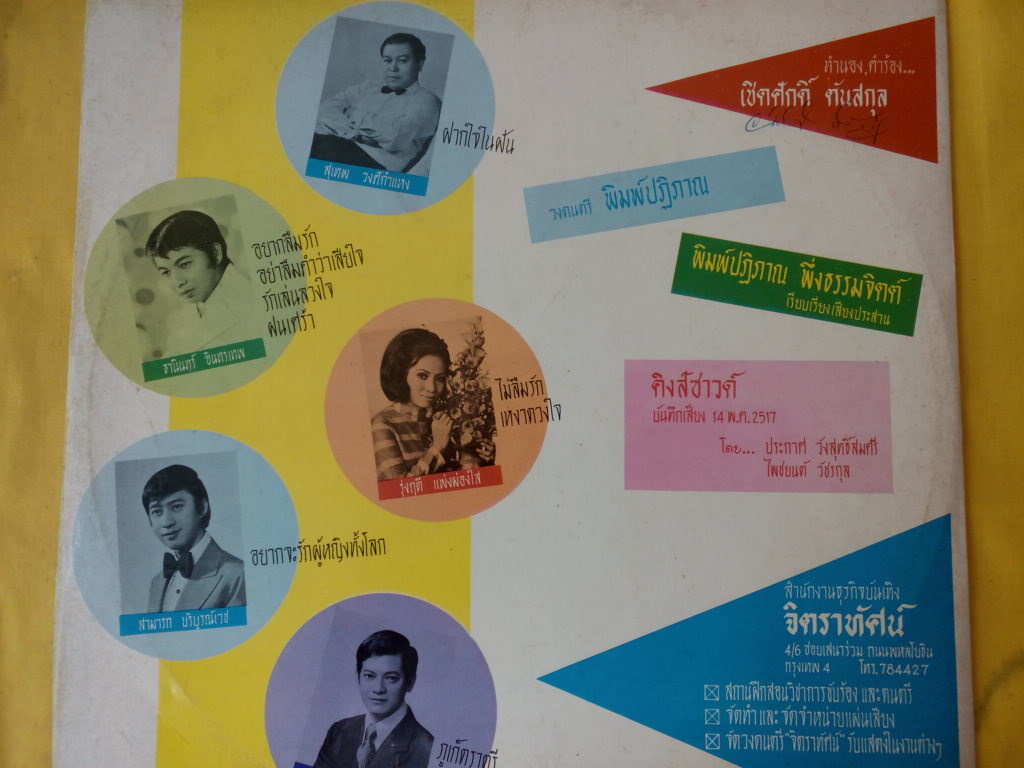 ฝากใจในฝัน
สุเทพ วงศ์กำแหง
อยากลืมรัก
อย่าลืมคำว่าเสียใจ
รักเล่นลวงใจ
ฝนเศร้า
ธานินทร์ อินทรเทพ
ไม่ลืมรัก
เหงาดวงใจ
รุ่งฤดี แพ่งผ่องใส
อยากจะรักผู้หญิงทั้งโลก
สามารถ บริบูรณ์เวช
ภูเก็ตราตรี
ทำนอง, คำร้อง...
เชิดศักดิ์ ตันสกุล
วงดนตรี พิมพ์ปฏิภาณ
พิมพ์ปฏิภาณ พึ่งธรรมจิตต์
เรียบเรียงเสียงประสาน
คิงส์ซาวด์
บันทึกเสียง 14 พ.ค. 2517
โดย... ประกาศ วังสุทธิ์สมศรี
ไพชยนต์ วัชรกุล
สำนักงานธุรกิจบันเทิง
จิตราทัศน์
4/6 ซอยเสนาร่วม ถนนพหลโยธิน
กรุงเทพ 4 โทร. 784427
สถานฝึกสอนวิชาการขับร้อง และดนตรี
จัดทำ และ จัดจำหน่ายแผ่นเสียง
จัดวงดนตรี "จิตราทัศน์" รับแสดงในงานต่างๆ